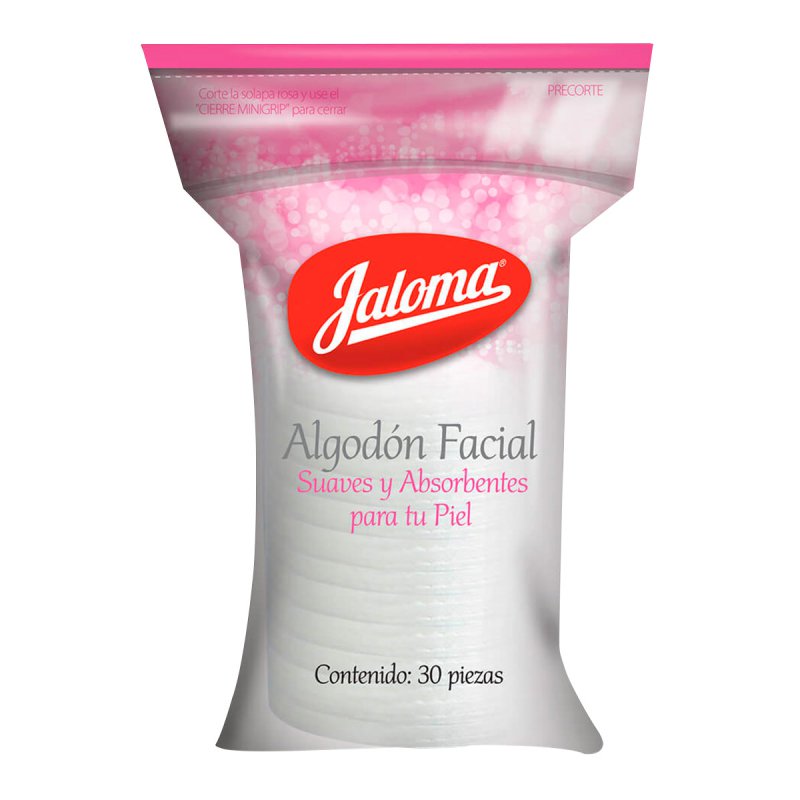 Corte la solapa rosa y use el
"CIERRE MINIGRIP" para cerrar
PRECORTE
Jaloma®
Algodón Facial
Suaves y Absorbentes
para tu Piel
Contenido: 30 piezas